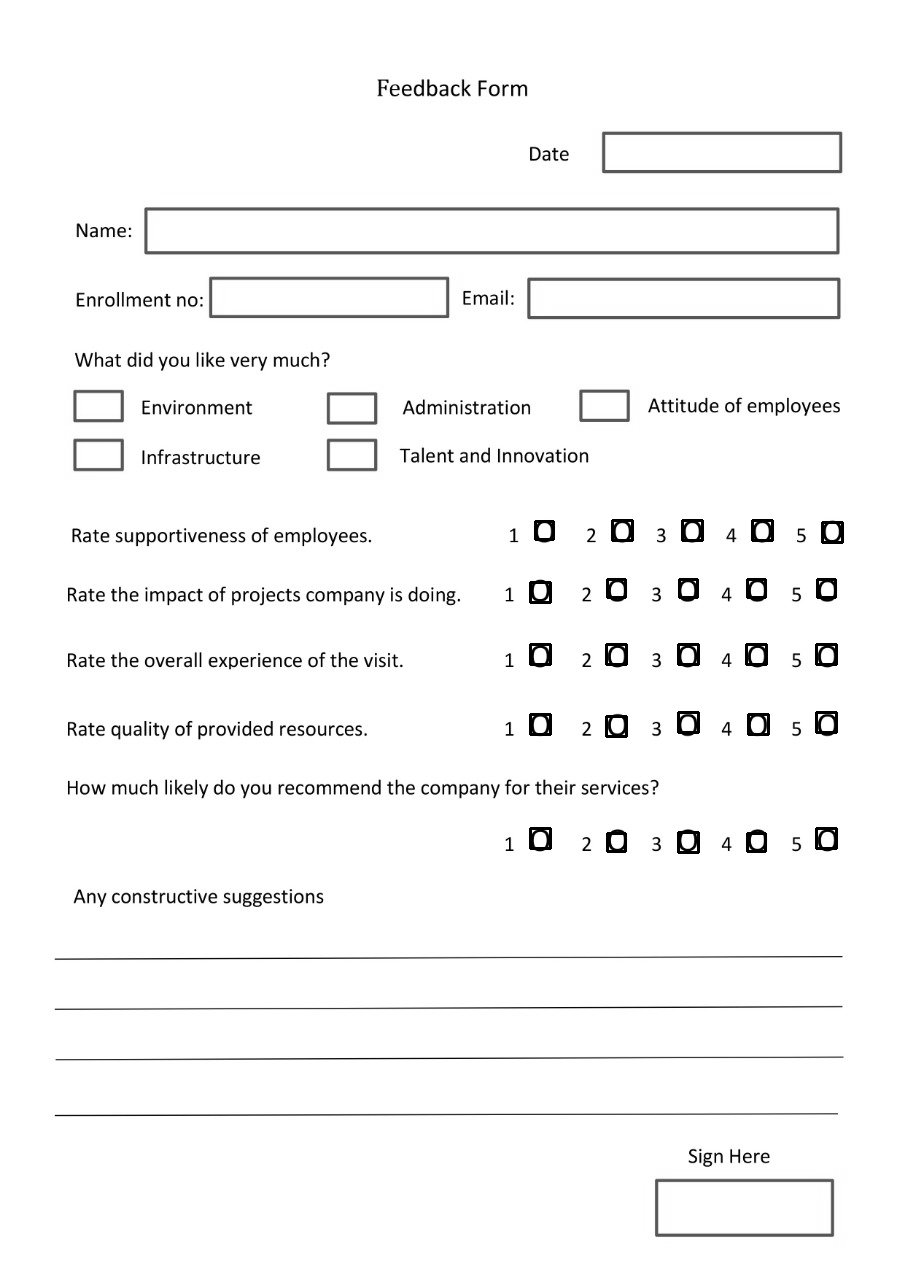 Feedback Form
Date
Name:
Enrollment no:
Email:
What did you like very much?
Environment
Administration
Attitude of employees
Infrastructure
Talent and Innovation
Rate supportiveness of employees. 1 2 3 4 5
Rate the impact of projects company is doing. 1 2 3 4 5
Rate the overall experience of the visit. 1 2 3 4 5
Rate quality of provided resources. 1 2 3 4 5
How much likely do you recommend the company for their services?
1 2 3 4 5
Any constructive suggestions
Sign Here